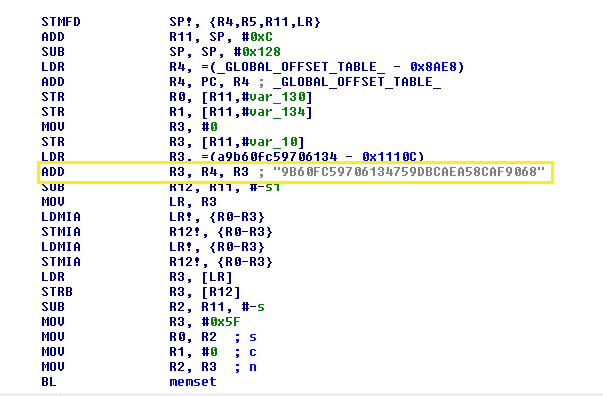 STMFD SP!, {R4,R5,R11,LR}
ADD R11, SP, #0xC
SUB SP, SP, #0x128
LDR R4, =(_GLOBAL_OFFSET_TABLE_ - 0x8AE8)
ADD R4, PC, R4 ; _GLOBAL_OFFSET_TABLE_
STR R0, [R11,#var_130]
STR R1, [R11,#var_134]
MOV R3, #0
STR R3, [R11,#var_10]
LDR R3, =(a9b60fc59706134 - 0x1110C)
ADD R3, R4, R3 ; "9B60FC59706134759DBCAEA58CAF9068"
SUB R12, R11, #-s1
MOV LR, R3
LDMIA LR!, {R0-R3}
STMIA R12!, {R0-R3}
LDMIA LR!, {R0-R3}
STMIA R12!, {R0-R3}
LDR R3, [LR]
STRB R3, [R12]
SUB R2, R11, #-s
MOV R3, #0x5F
MOV R0, R2 ; s
MOV R1, #0 ; c
MOV R2, R3 ; n
BL memset